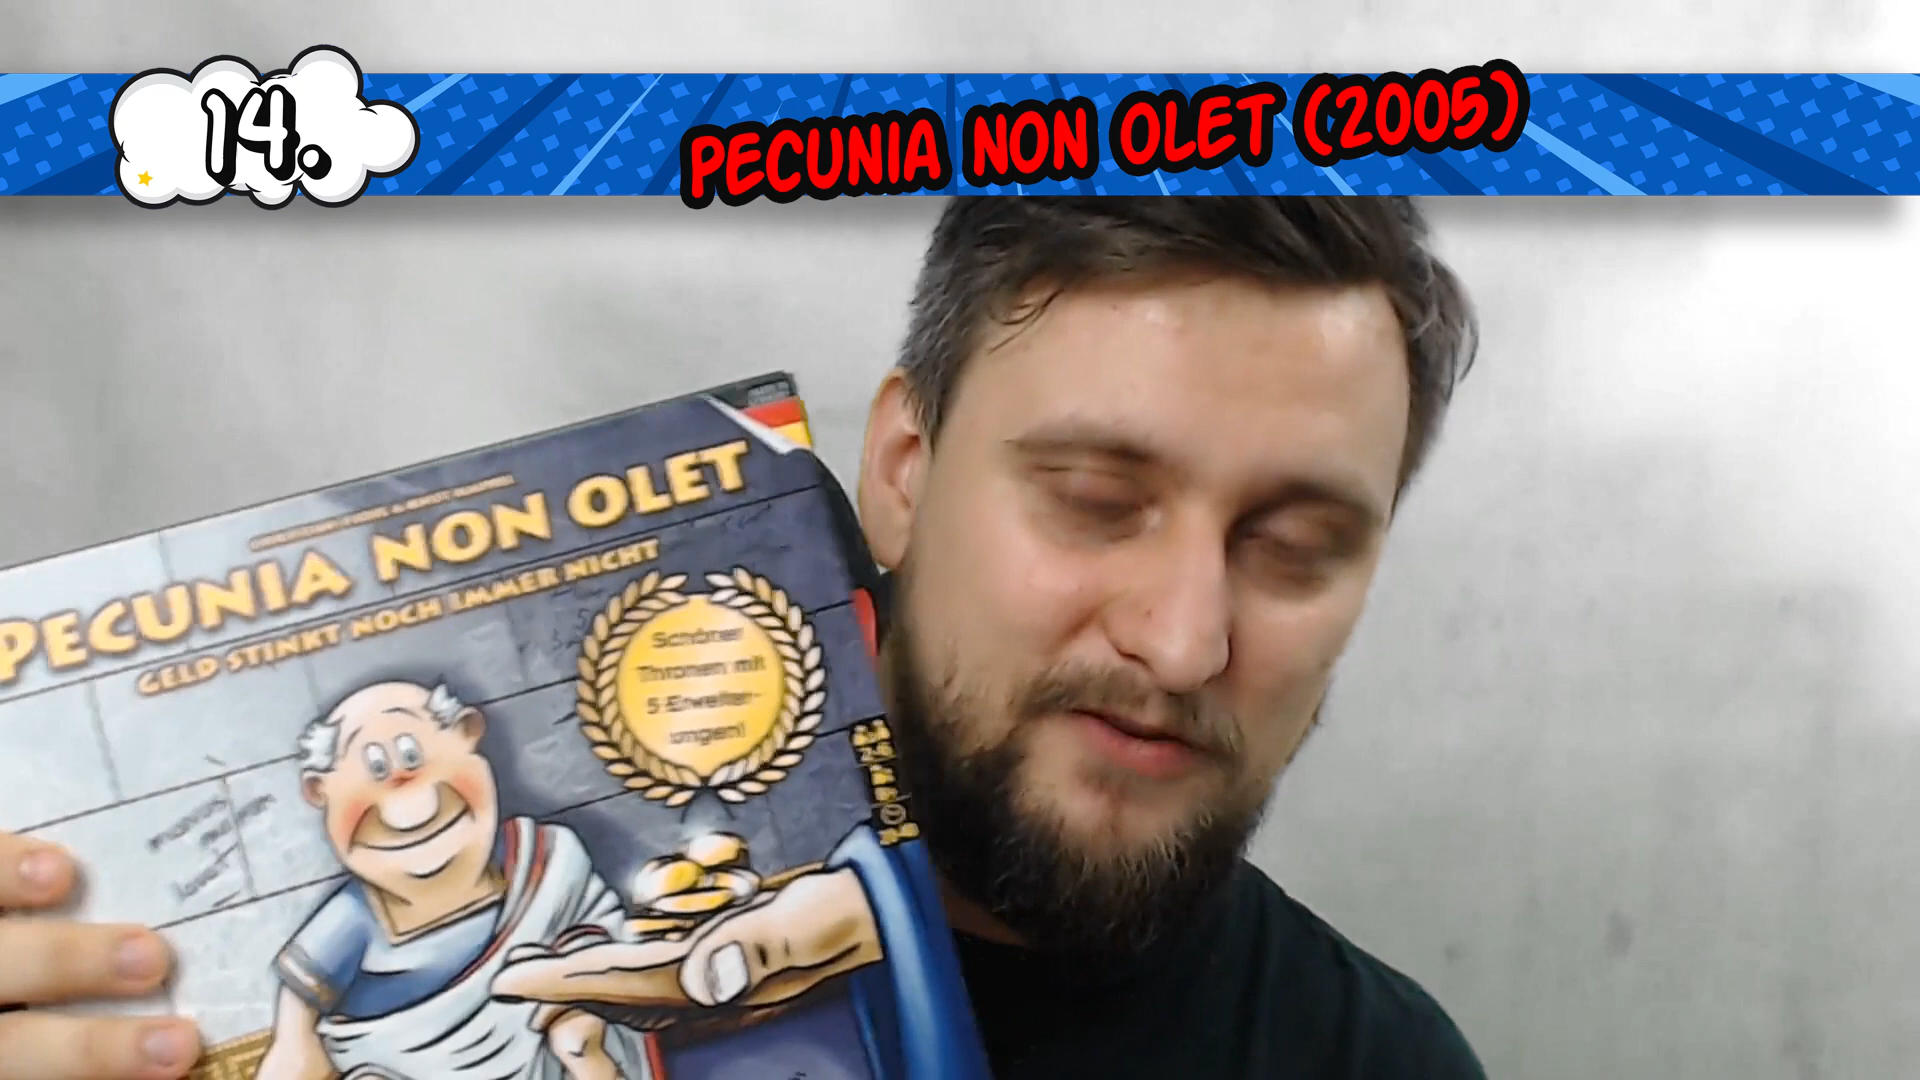 14.
PECUNIA NON OLET (2005)
PECUNIA NON OLET
GELD STINKT NOCH IMMER NICHT
Schöner
Thronen mit
5 Erweiter-
ungen!